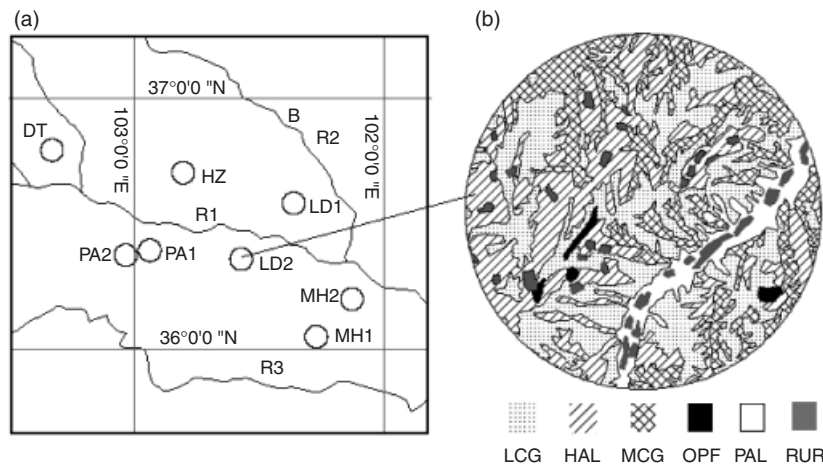 (a)
(b)
37°0'0 "N
B
R2
103°0'0 "E
102°0'0 "E
DT
HZ
LD1
R1
PA2
PA1
LD2
MH2
MH1
36°0'0 "N
R3
LCG HAL MCG OPF PAL RUR